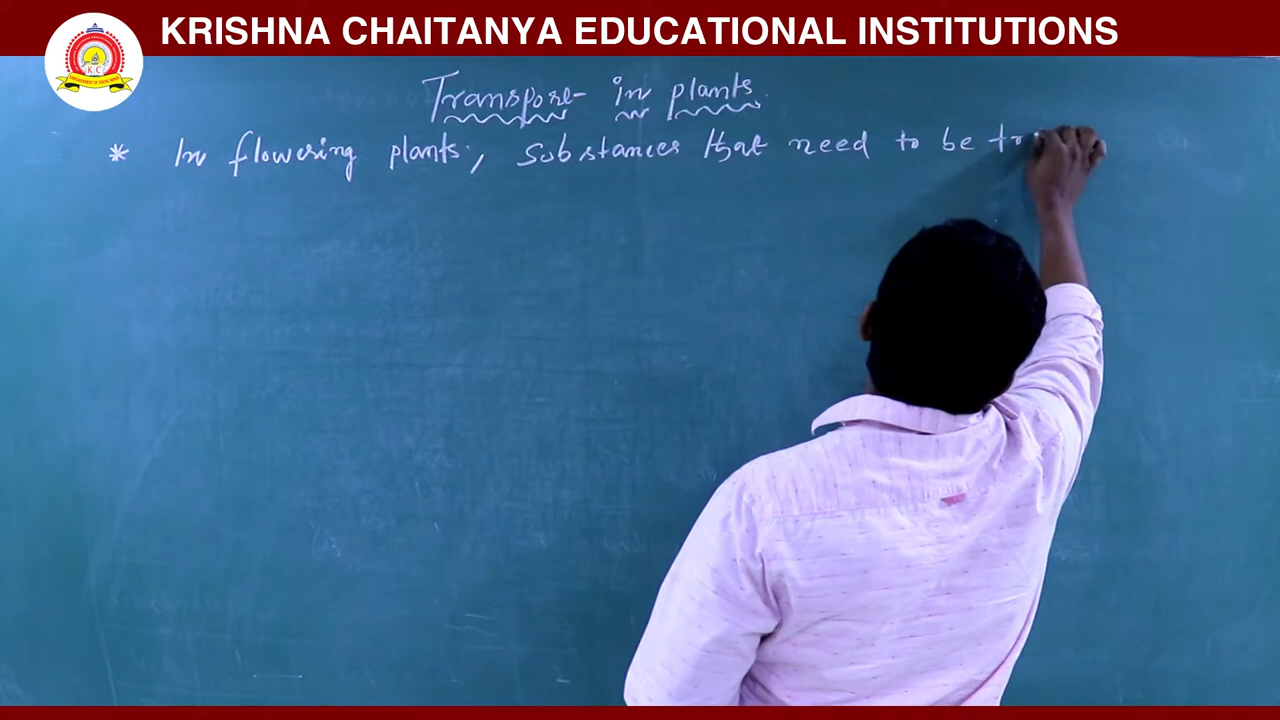 KRISHNA CHAITANYA EDUCATIONAL INSTITUTIONS
K C
Transport in plants
* In flowering plants, substances that need to be tr